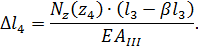 Δl₄ = N_z(z₄) · (l₃ − βl₃) / EA_III.